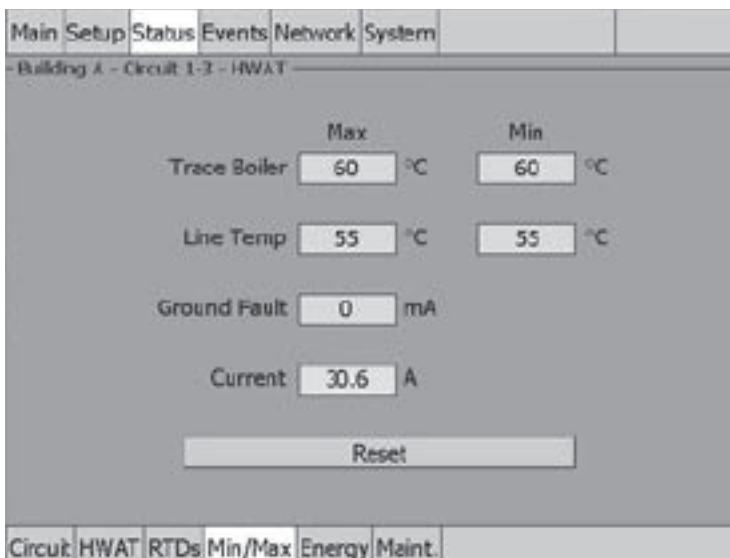 Main Setup Status Events Network System
Building A - Circuit 1-3 - HWAT
Max Min
Trace Boiler 60 °C 60 °C
Line Temp 55 °C 55 °C
Ground Fault 0 mA
Current 30.6 A
Reset
Circuit HWAT RTDs Min/Max Energy Maint.